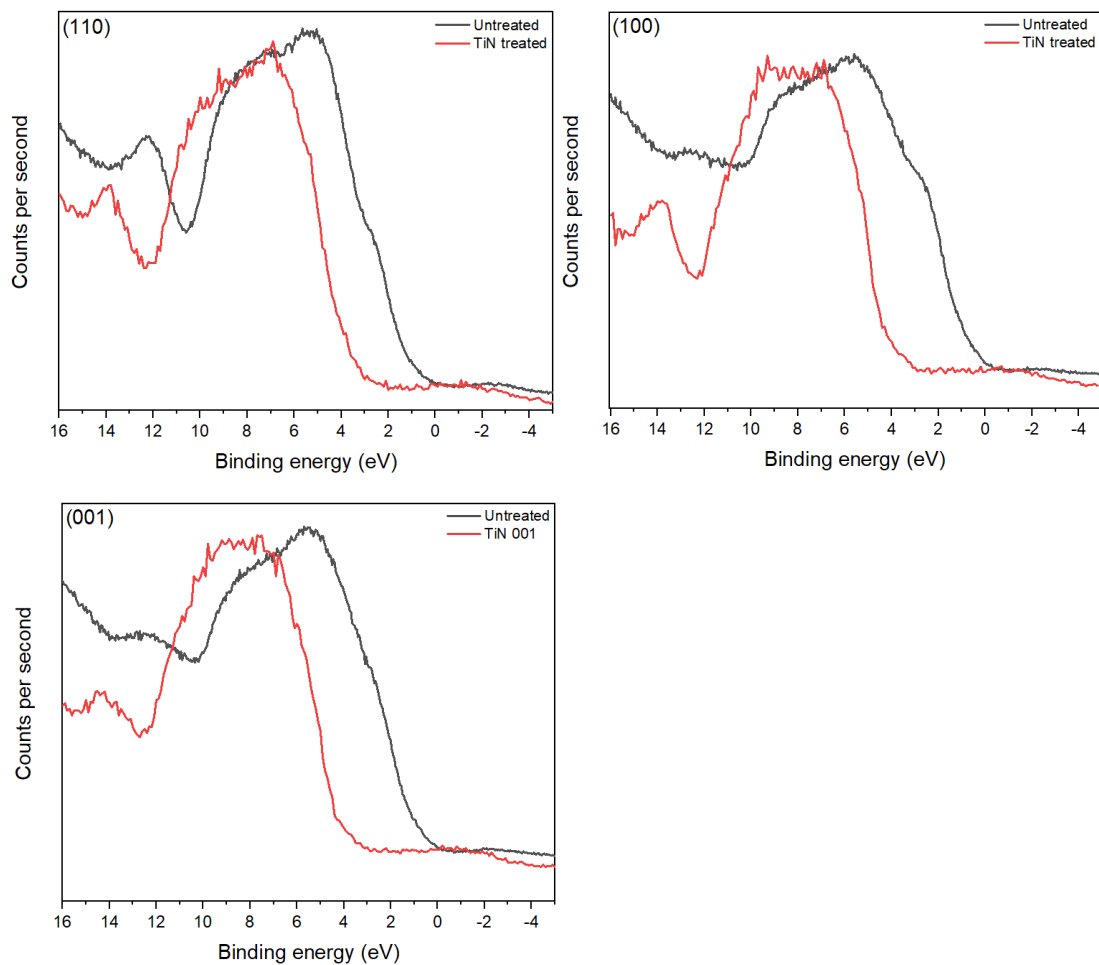 (110)
Untreated
TiN treated
Counts per second
16 14 12 10 8 6 4 2 0 -2 -4
Binding energy (eV)
(100)
Untreated
TiN treated
Counts per second
16 14 12 10 8 6 4 2 0 -2 -4
Binding energy (eV)
(001)
Untreated
TiN 001
Counts per second
16 14 12 10 8 6 4 2 0 -2 -4
Binding energy (eV)